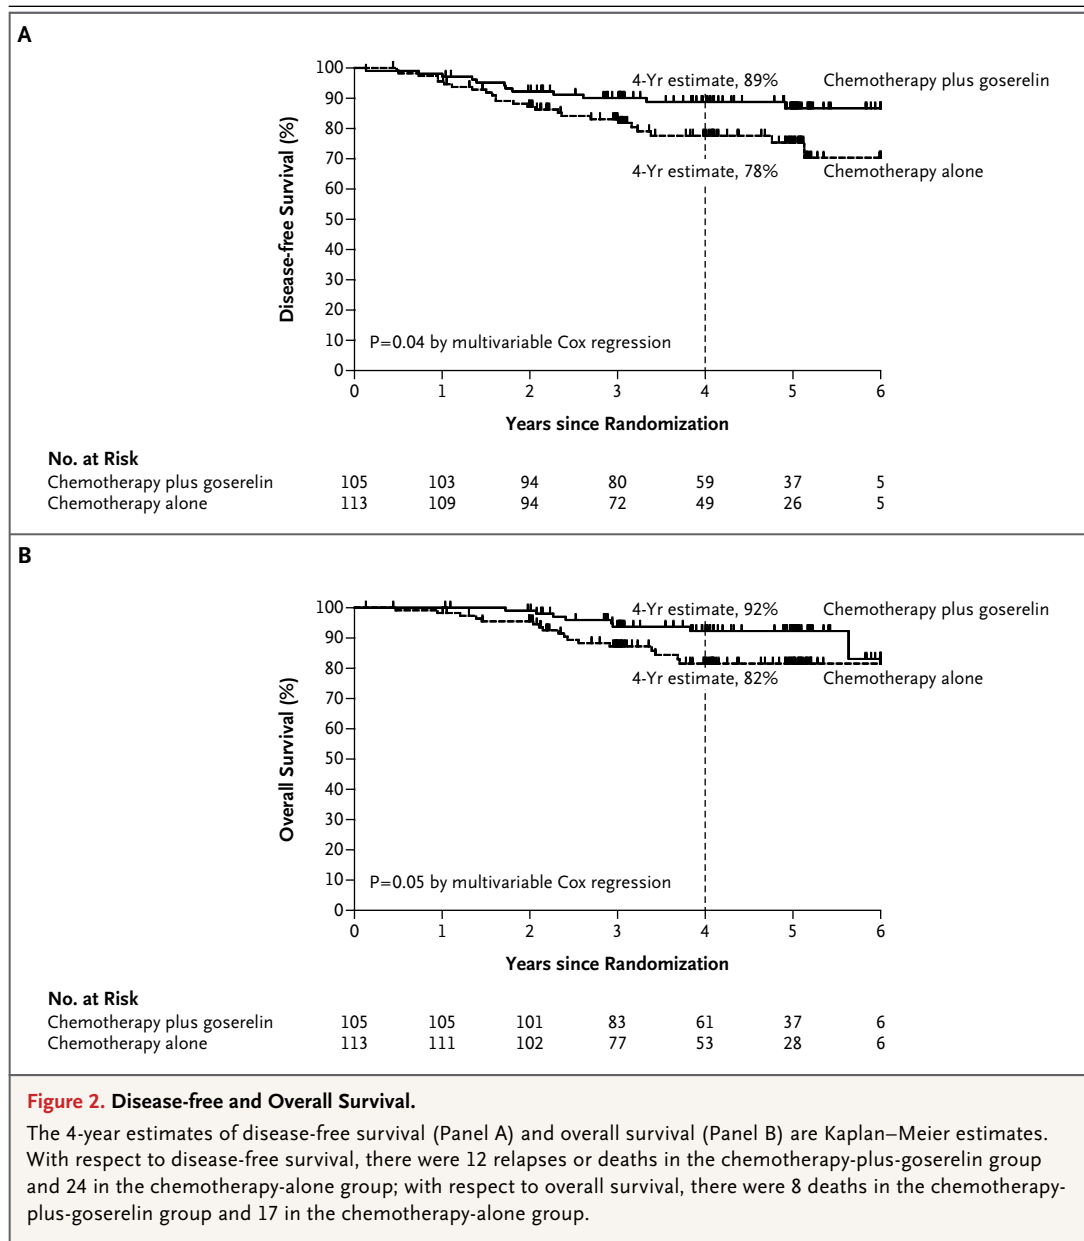 A
100
90
80
70
60
50
40
30
20
10
0
Disease-free Survival (%)
4-Yr estimate, 89%
Chemotherapy plus goserelin
4-Yr estimate, 78%
Chemotherapy alone
P=0.04 by multivariable Cox regression
0 1 2 3 4 5 6
Years since Randomization
No. at Risk
Chemotherapy plus goserelin 105 103 94 80 59 37 5
Chemotherapy alone 113 109 94 72 49 26 5
B
100
90
80
70
60
50
40
30
20
10
0
Overall Survival (%)
4-Yr estimate, 92%
Chemotherapy plus goserelin
4-Yr estimate, 82%
Chemotherapy alone
P=0.05 by multivariable Cox regression
0 1 2 3 4 5 6
Years since Randomization
No. at Risk
Chemotherapy plus goserelin 105 105 101 83 61 37 6
Chemotherapy alone 113 111 102 77 53 28 6
Figure 2. Disease-free and Overall Survival.
The 4-year estimates of disease-free survival (Panel A) and overall survival (Panel B) are Kaplan–Meier estimates.
With respect to disease-free survival, there were 12 relapses or deaths in the chemotherapy-plus-goserelin group
and 24 in the chemotherapy-alone group; with respect to overall survival, there were 8 deaths in the chemotherapy-
plus-goserelin group and 17 in the chemotherapy-alone group.